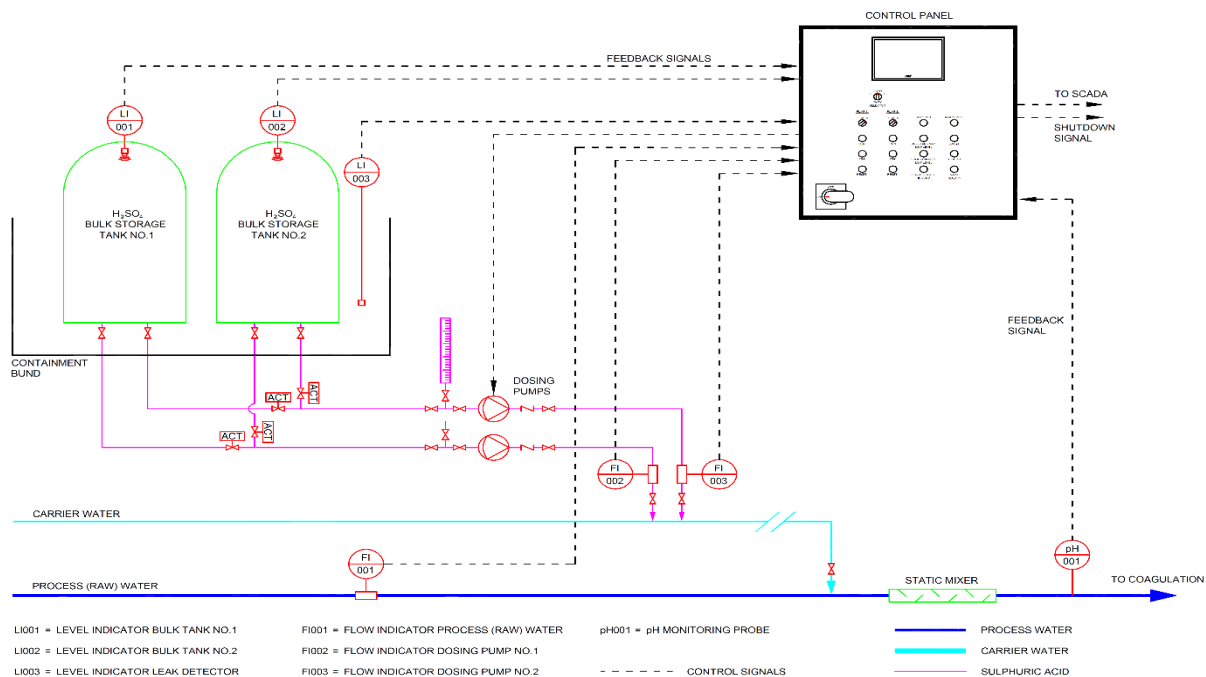 CONTROL PANEL
FEEDBACK SIGNALS
TO SCADA
SHUTDOWN
SIGNAL
LI
001
LI
002
LI
003
H₂SO₄
BULK STORAGE
TANK NO.1
H₂SO₄
BULK STORAGE
TANK NO.2
FEEDBACK
SIGNAL
CONTAINMENT
BUND
DOSING
PUMPS
ACT
ACT
ACT
ACT
FI
002
FI
003
CARRIER WATER
FI
001
pH
001
PROCESS (RAW) WATER
STATIC MIXER
TO COAGULATION
LI001 = LEVEL INDICATOR BULK TANK NO.1
FI001 = FLOW INDICATOR PROCESS (RAW) WATER
pH001 = pH MONITORING PROBE
PROCESS WATER
LI002 = LEVEL INDICATOR BULK TANK NO.2
FI002 = FLOW INDICATOR DOSING PUMP NO.1
CARRIER WATER
LI003 = LEVEL INDICATOR LEAK DETECTOR
FI003 = FLOW INDICATOR DOSING PUMP NO.2
CONTROL SIGNALS
SULPHURIC ACID